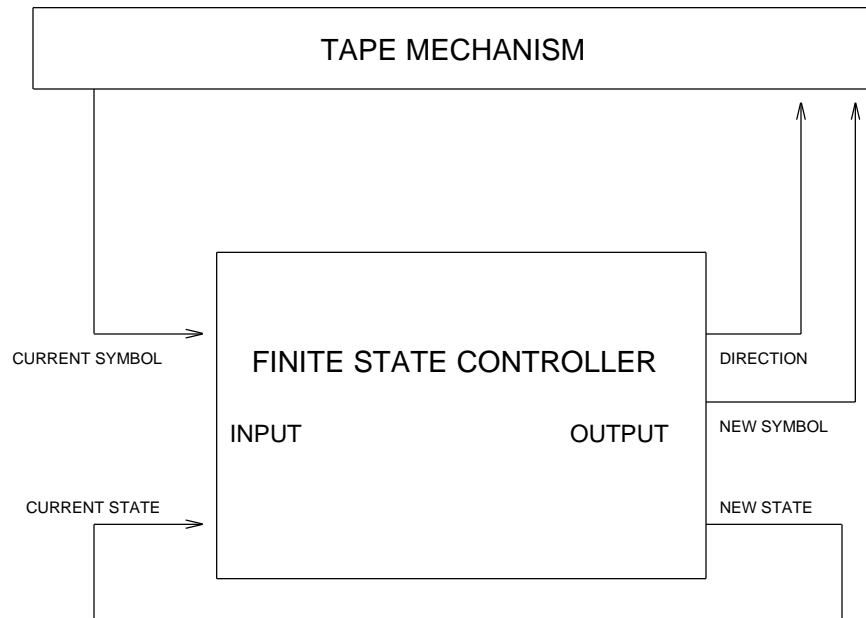 TAPE MECHANISM
CURRENT SYMBOL
FINITE STATE CONTROLLER
DIRECTION
INPUT
OUTPUT
NEW SYMBOL
CURRENT STATE
NEW STATE